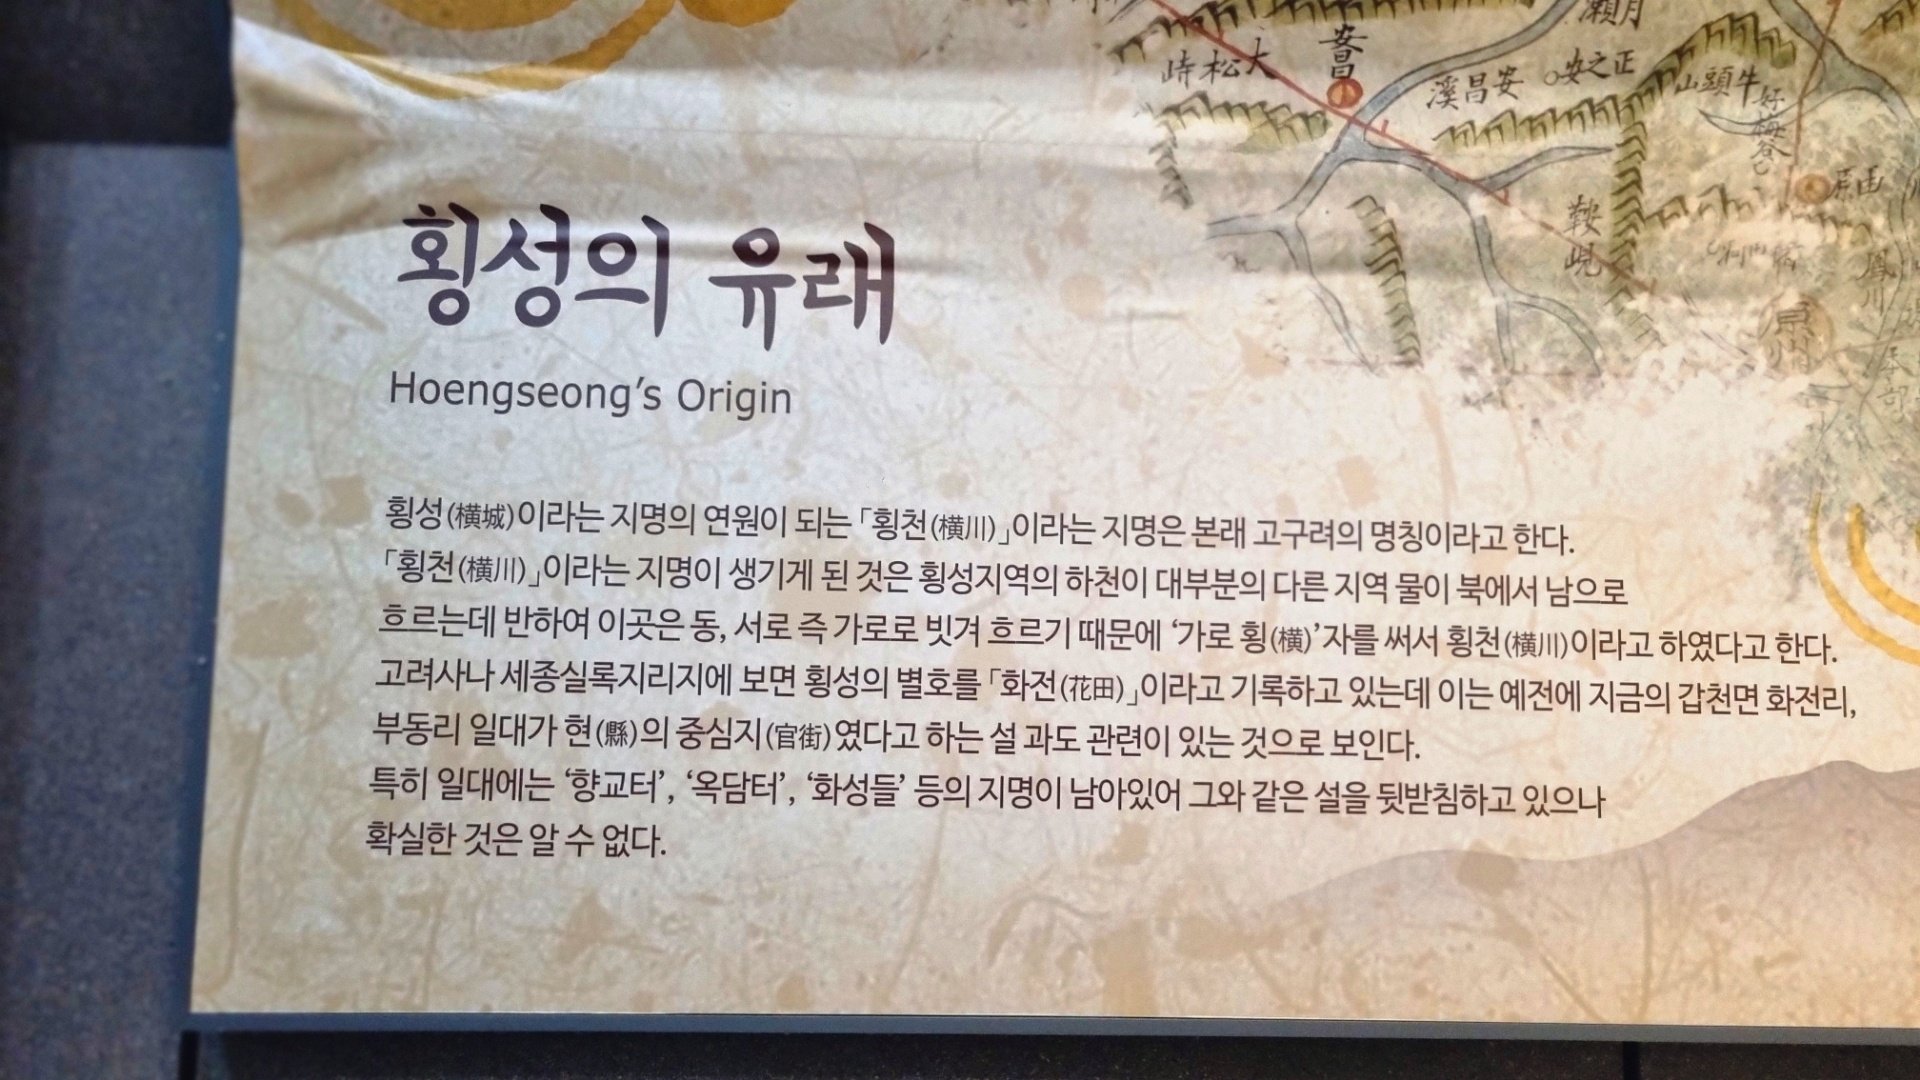 瀨月
大松峙
安昌
安昌溪
正之安
牛頭山
鞍峴
횡성의 유래
Hoengseong's Origin
횡성(横城)이라는 지명의 연원이 되는 「횡천(横川)」이라는 지명은 본래 고구려의 명칭이라고 한다.
「횡천(横川)」이라는 지명이 생기게 된 것은 횡성지역의 하천이 대부분의 다른 지역 물이 북에서 남으로
흐르는데 반하여 이곳은 동, 서로 즉 가로로 빗겨 흐르기 때문에 ‘가로 횡(横)’자를 써서 횡천(横川)이라고 하였다고 한다.
고려사나 세종실록지리지에 보면 횡성의 별호를 「화전(花田)」이라고 기록하고 있는데 이는 예전에 지금의 갑천면 화전리,
부동리 일대가 현(縣)의 중심지(官街)였다고 하는 설 과도 관련이 있는 것으로 보인다.
특히 일대에는 ‘향교터’, ‘옥담터’, ‘화성들’ 등의 지명이 남아있어 그와 같은 설을 뒷받침하고 있으나
확실한 것은 알 수 없다.